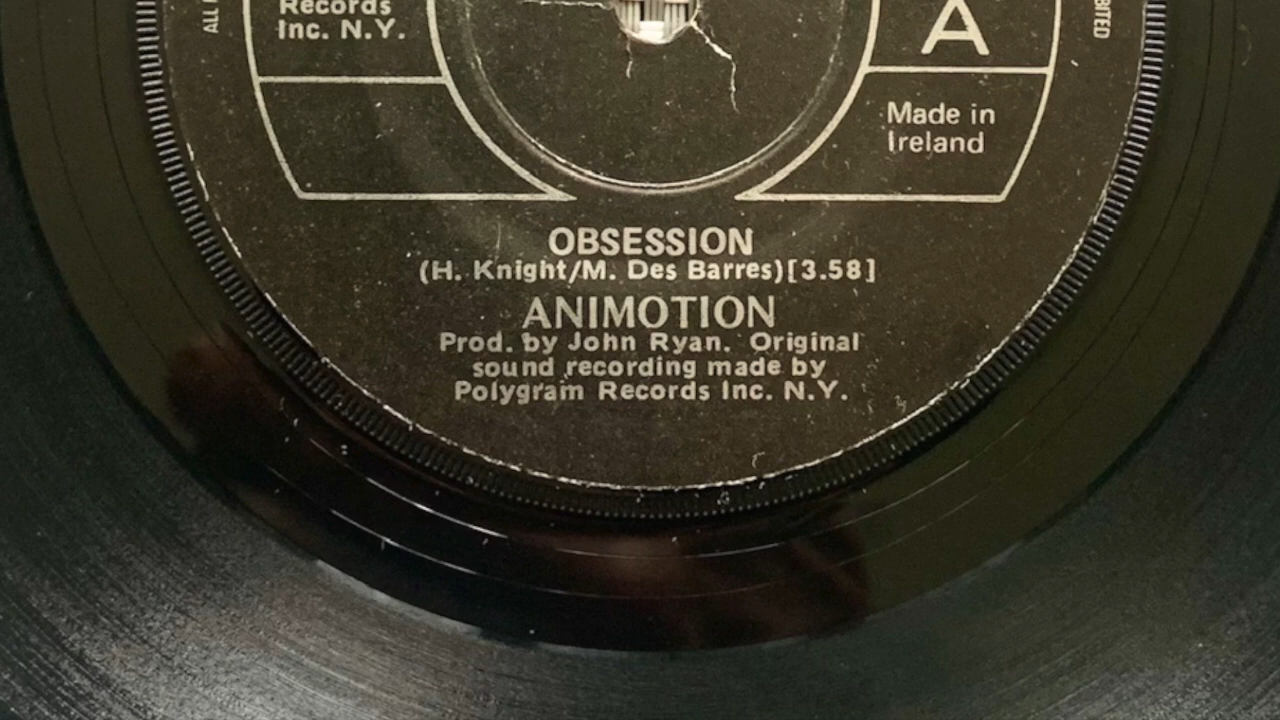 Records
Inc. N.Y.
A
Made in
Ireland
OBSESSION
(H. Knight/M. Des Barres)[3.58]
ANIMOTION
Prod. by John Ryan. Original
sound recording made by
Polygram Records Inc. N.Y.
ALL